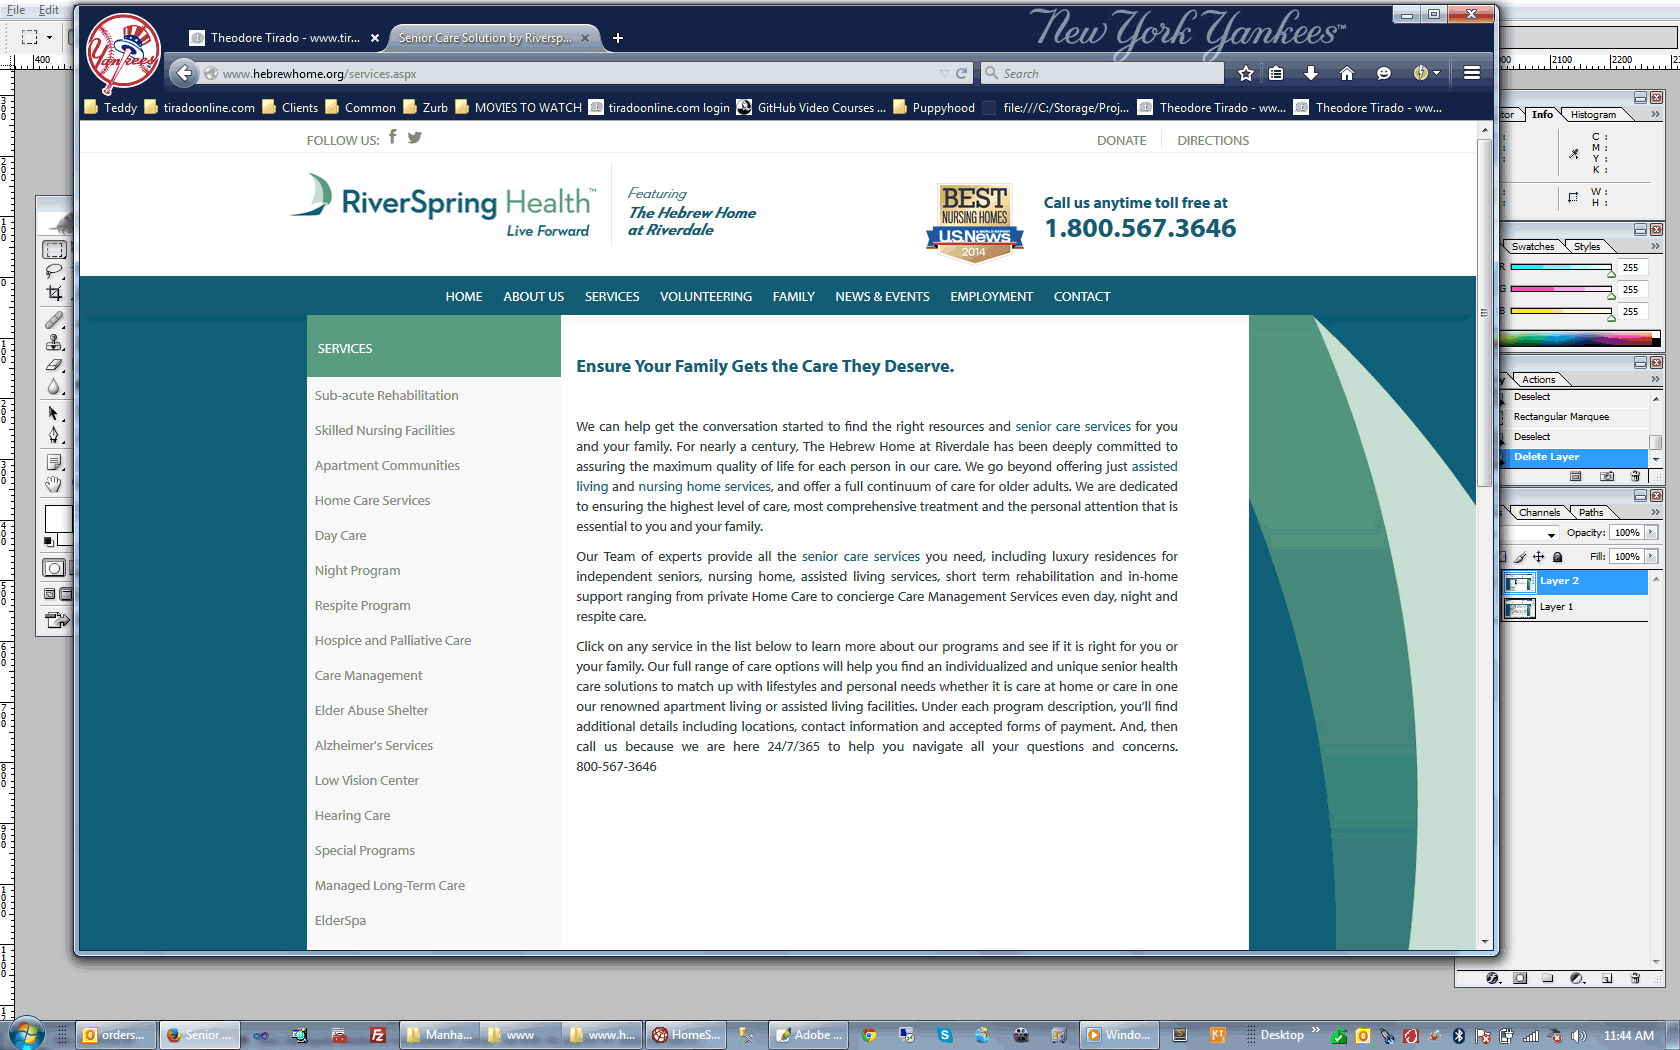 File Edit
New York Yankees™
Yankees
Theodore Tirado - www.tir...
Senior Care Solution by Riversp...
www.hebrewhome.org/services.aspx
Search
Teddy
tiradoonline.com
Clients
Common
Zurb
MOVIES TO WATCH
tiradoonline.com login
GitHub Video Courses ...
Puppyhood
file:///C:/Storage/Proj...
Theodore Tirado - ww...
Theodore Tirado - ww...
FOLLOW US:
DONATE
DIRECTIONS
RiverSpring Health™
Live Forward
Featuring
The Hebrew Home
at Riverdale
BEST
NURSING HOMES
U.S.News
2014
Call us anytime toll free at
1.800.567.3646
HOME ABOUT US SERVICES VOLUNTEERING FAMILY NEWS & EVENTS EMPLOYMENT CONTACT
SERVICES
Sub-acute Rehabilitation
Skilled Nursing Facilities
Apartment Communities
Home Care Services
Day Care
Night Program
Respite Program
Hospice and Palliative Care
Care Management
Elder Abuse Shelter
Alzheimer's Services
Low Vision Center
Hearing Care
Special Programs
Managed Long-Term Care
ElderSpa
Ensure Your Family Gets the Care They Deserve.
We can help get the conversation started to find the right resources and senior care services for you
and your family. For nearly a century, The Hebrew Home at Riverdale has been deeply committed to
assuring the maximum quality of life for each person in our care. We go beyond offering just assisted
living and nursing home services, and offer a full continuum of care for older adults. We are dedicated
to ensuring the highest level of care, most comprehensive treatment and the personal attention that is
essential to you and your family.
Our Team of experts provide all the senior care services you need, including luxury residences for
independent seniors, nursing home, assisted living services, short term rehabilitation and in-home
support ranging from private Home Care to concierge Care Management Services even day, night and
respite care.
Click on any service in the list below to learn more about our programs and see if it is right for you or
your family. Our full range of care options will help you find an individualized and unique senior health
care solutions to match up with lifestyles and personal needs whether it is care at home or care in one
our renowned apartment living or assisted living facilities. Under each program description, you'll find
additional details including locations, contact information and accepted forms of payment. And, then
call us because we are here 24/7/365 to help you navigate all your questions and concerns.
800-567-3646
400
2100 2200
tor Info Histogram
C :
M :
Y :
K :
W :
H :
Swatches Styles
R 255
G 255
B 255
y Actions
Deselect
Rectangular Marquee
Deselect
Delete Layer
s Channels Paths
Opacity: 100%
Fill: 100%
Layer 2
Layer 1
orders...
Senior ...
Manha...
www
www.h...
HomeS...
Adobe ...
Windo...
Desktop
11:44 AM